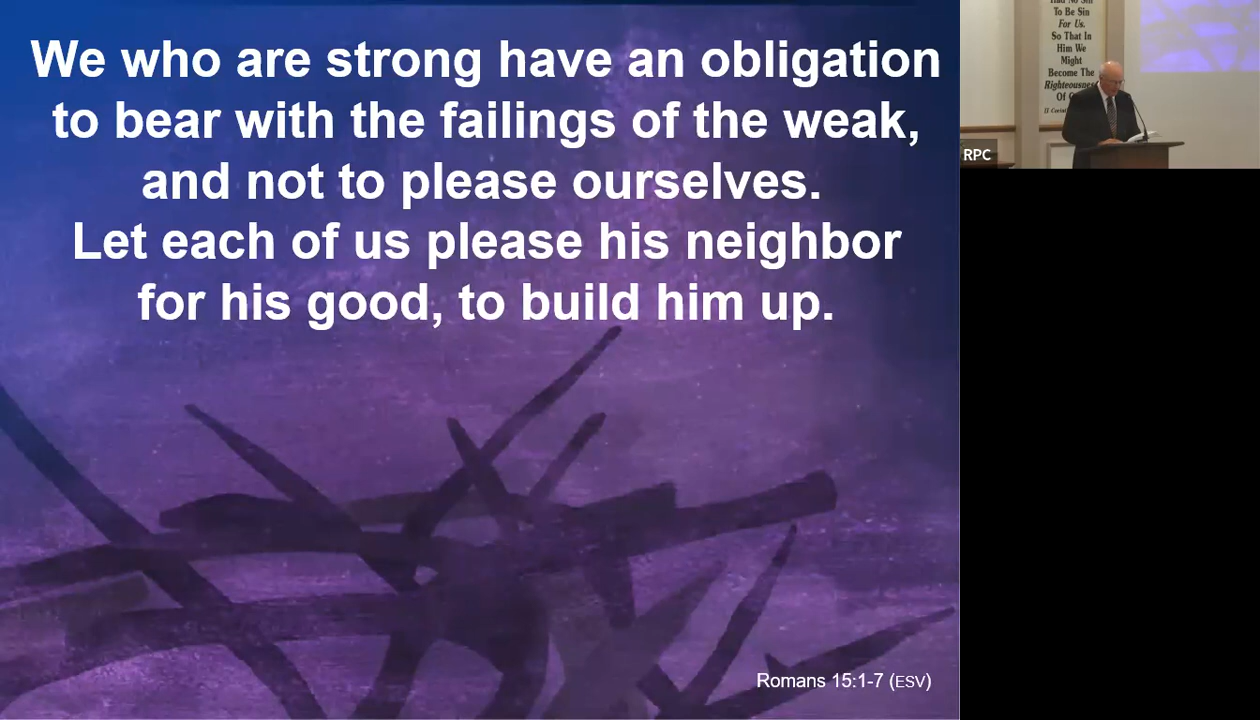 We who are strong have an obligation
to bear with the failings of the weak,
and not to please ourselves.
Let each of us please his neighbor
for his good, to build him up.
Romans 15:1-7 (ESV)
To Be Sin
For Us.
So That In
Him We
Might
Become The
Righteousness
Of
RPC